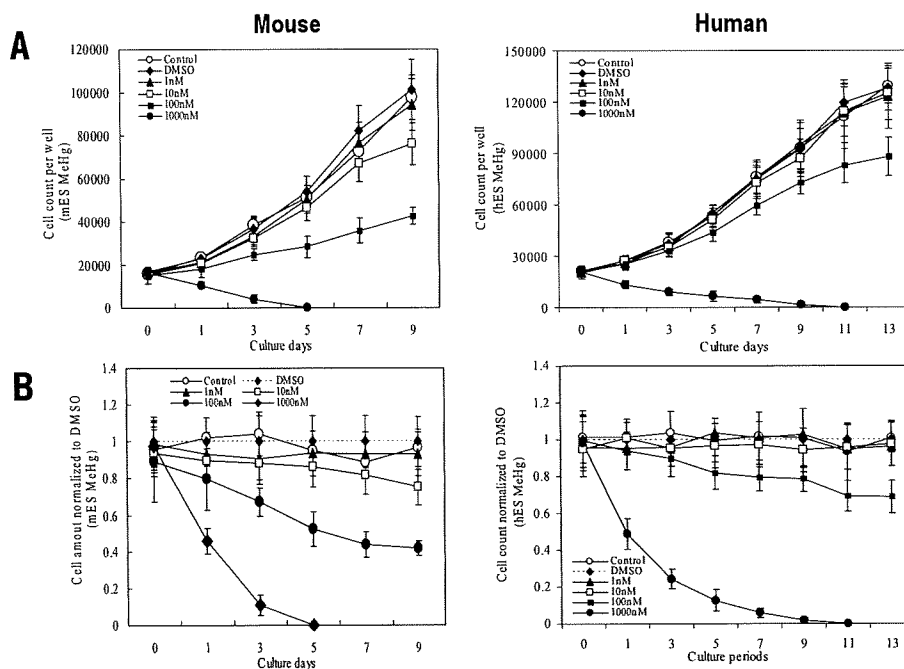 Mouse
Human
A
Cell count per well
(mES MeHg)
120000
100000
80000
60000
40000
20000
0
Control
DMSO
1nM
10nM
100nM
1000nM
0 1 3 5 7 9
Culture days
Cell count per well
(hES MeHg)
150000
120000
90000
60000
30000
0
Control
DMSO
1nM
10nM
100nM
1000nM
0 1 3 5 7 9 11 13
Culture days
B
Cell amout normalized to DMSO
(mES MeHg)
1.4
1.2
1
0.8
0.6
0.4
0.2
0
Control DMSO
1nM 10nM
100nM 1000nM
0 1 3 5 7 9
Culture days
Cell count normalized to DMSO
(hES MeHg)
1.4
1.2
1.0
0.8
0.6
0.4
0.2
0
Control
DMSO
1nM
10nM
100nM
1000nM
0 1 3 5 7 9 11 13
Culture periods